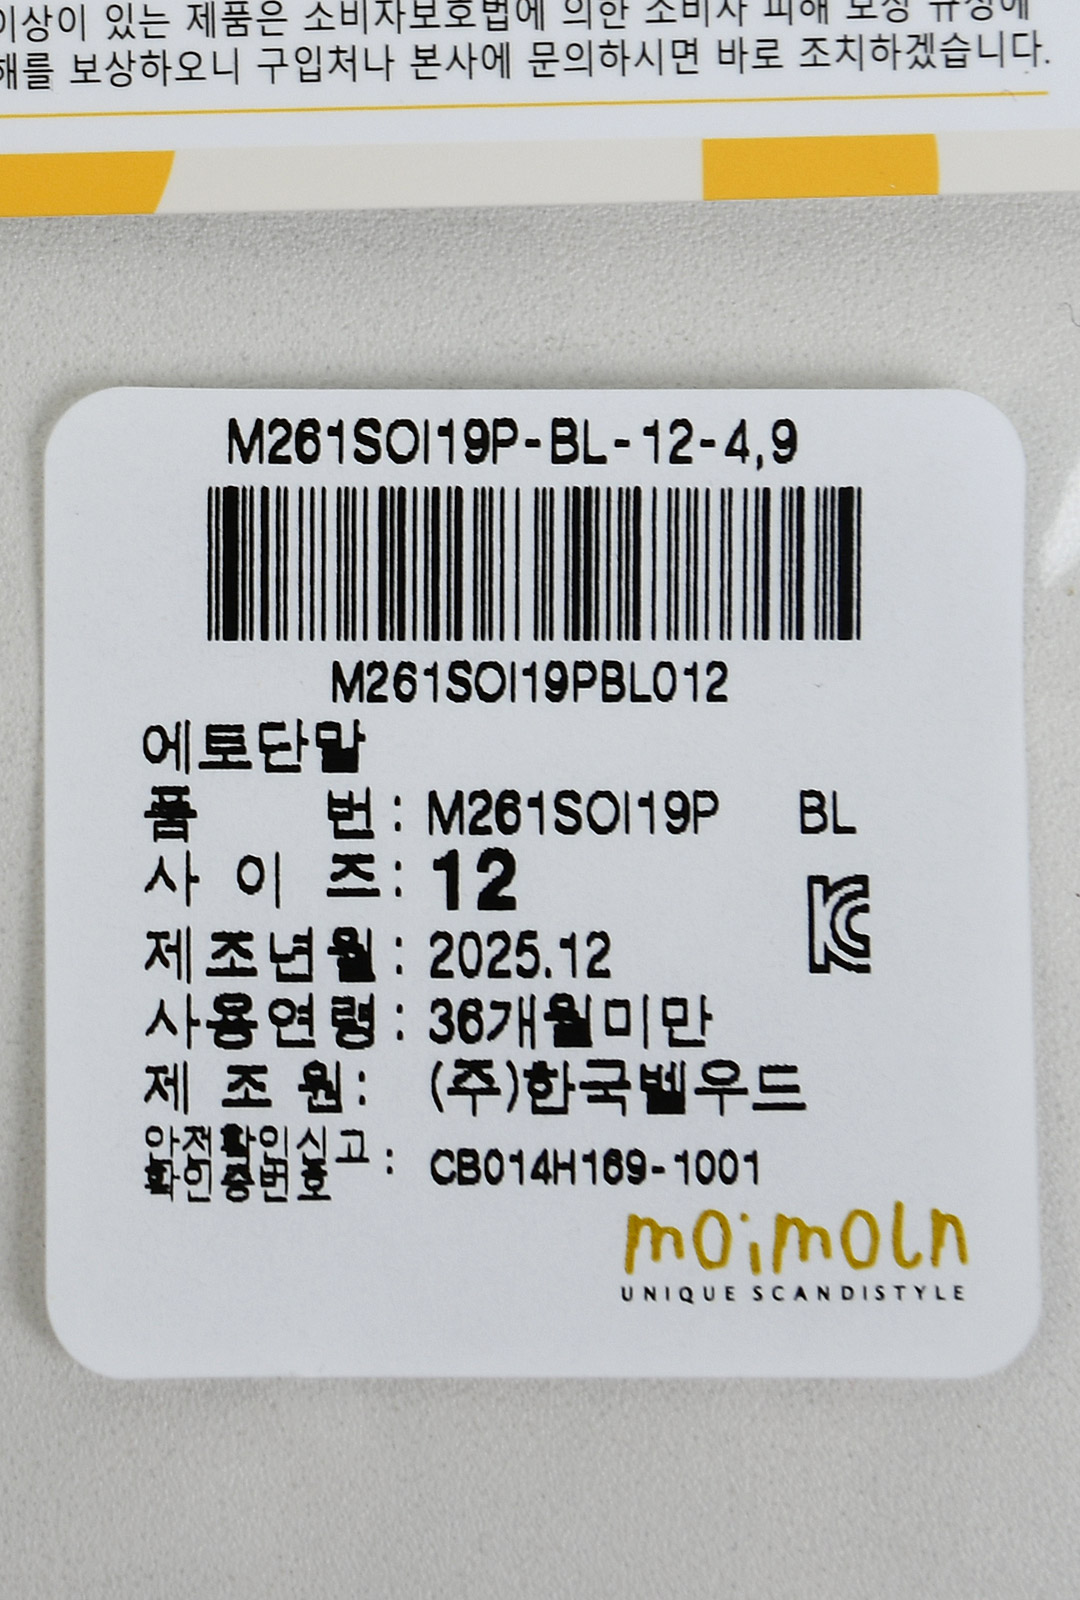 이상이 있는 제품은 소비자보호법에 의한 소비자 피해 보상 규정에
해를 보상하오니 구입처나 본사에 문의하시면 바로 조치하겠습니다.
M261SOI19P-BL-12-4,9
M261SOI19PBL012
에토단말
품 번 : M261SOI19P BL
사 이 즈 : 12
KC
제조년월 : 2025.12
사용연령 : 36개월미만
제 조 원 : (주)한국벨우드
안전확인신고
확인증번호 : CB014H169-1001
moimoln
UNIQUE SCANDISTYLE